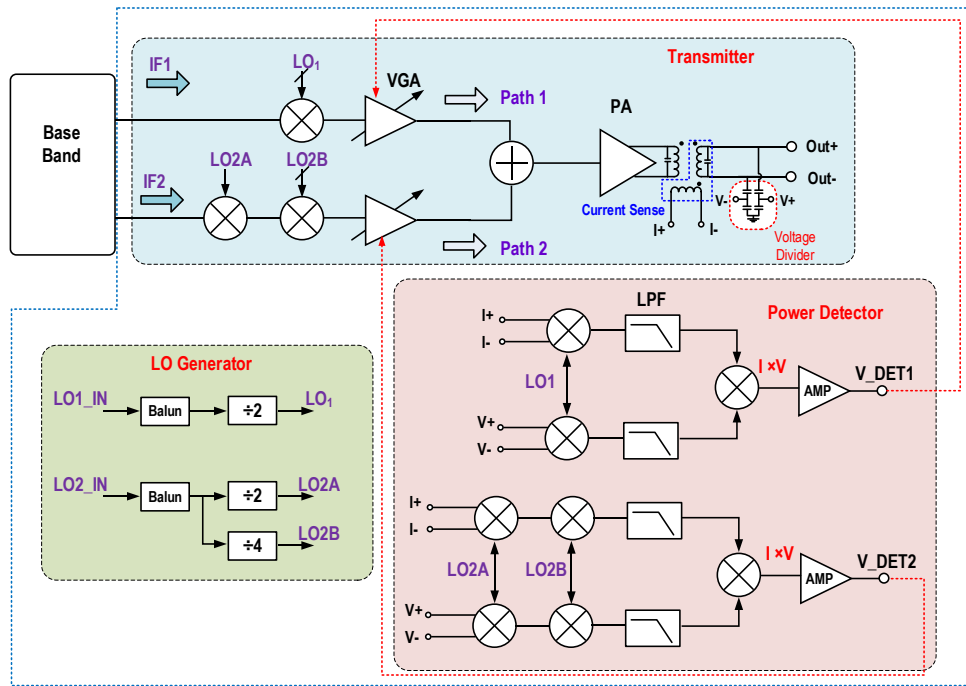 Transmitter
IF1
LO₁
VGA
Path 1
PA
Base
Band
LO2A
LO2B
IF2
Out+
Out-
V-
V+
Current Sense
I+
I-
Voltage
Divider
Path 2
LPF
Power Detector
I+
I-
LO1
I ×V
AMP
V_DET1
V+
V-
LO Generator
LO1_IN
Balun
÷2
LO₁
LO2_IN
Balun
÷2
LO2A
÷4
LO2B
I+
I-
LO2A
LO2B
I ×V
AMP
V_DET2
V+
V-